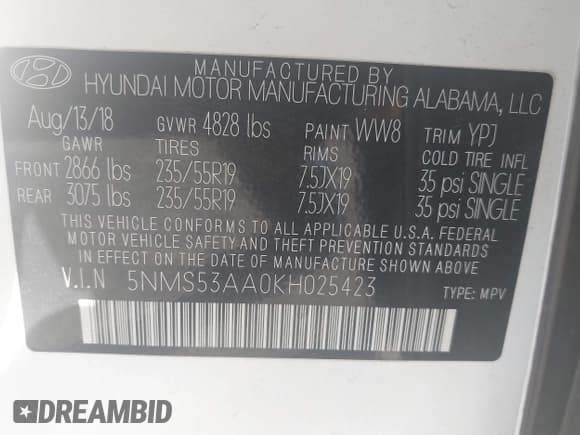 MANUFACTURED BY
HYUNDAI MOTOR MANUFACTURING ALABAMA, LLC
Aug/13/18 GVWR 4828 lbs PAINT WW8 TRIM YPJ
GAWR TIRES RIMS COLD TIRE INFL
FRONT 2866 lbs 235/55R19 7.5JX19 35 psi SINGLE
REAR 3075 lbs 235/55R19 7.5JX19 35 psi SINGLE
THIS VEHICLE CONFORMS TO ALL APPLICABLE U.S.A. FEDERAL
MOTOR VEHICLE SAFETY AND THEFT PREVENTION STANDARDS
IN EFFECT ON THE DATE OF MANUFACTURE SHOWN ABOVE.
V.I.N 5NMS53AA0KH025423 TYPE: MPV
DREAMBID